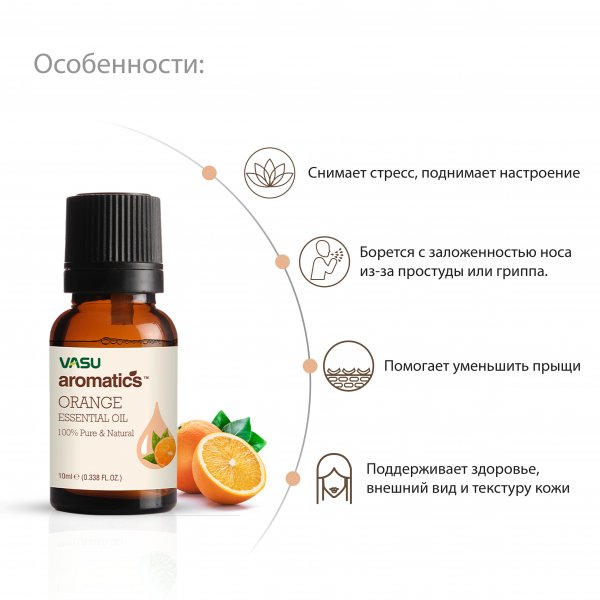 Особенности:
Снимает стресс, поднимает настроение
Борется с заложенностью носа
из-за простуды или гриппа.
Помогает уменьшить прыщи
Поддерживает здоровье,
внешний вид и текстуру кожи
VASU
aromatics™
ORANGE
ESSENTIAL OIL
100% Pure & Natural
10ml ℮ (0.338 FL.OZ.)